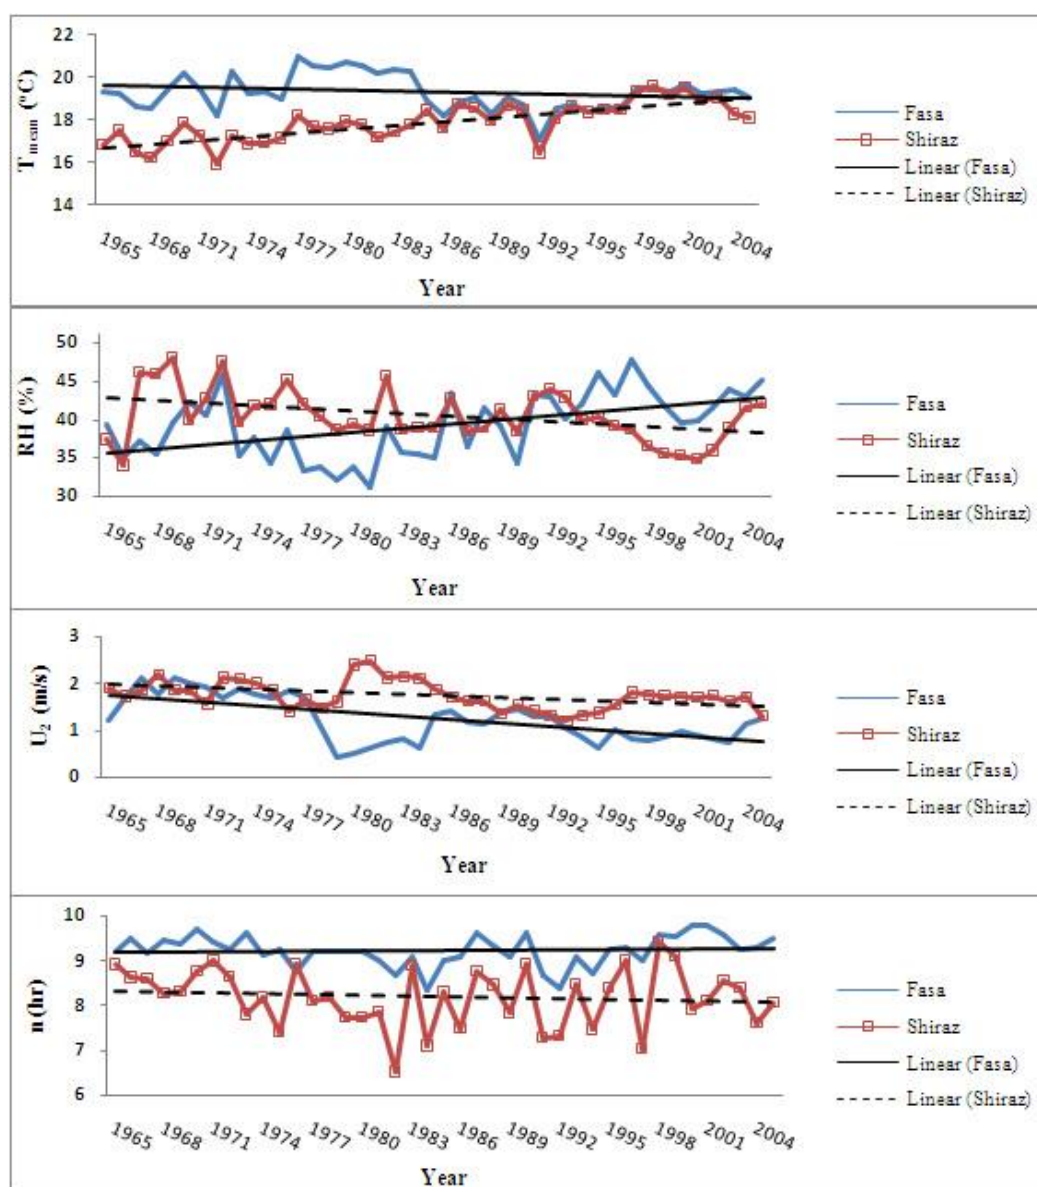 22
20
18
16
14
Tmean (°C)
1965 1968 1971 1974 1977 1980 1983 1986 1989 1992 1995 1998 2001 2004
Year
Fasa
Shiraz
Linear (Fasa)
Linear (Shiraz)
50
45
40
35
30
RH (%)
1965 1968 1971 1974 1977 1980 1983 1986 1989 1992 1995 1998 2001 2004
Year
Fasa
Shiraz
Linear (Fasa)
Linear (Shiraz)
3
2
1
0
U2 (m/s)
1965 1968 1971 1974 1977 1980 1983 1986 1989 1992 1995 1998 2001 2004
Year
Fasa
Shiraz
Linear (Fasa)
Linear (Shiraz)
10
9
8
7
6
n (hr)
1965 1968 1971 1974 1977 1980 1983 1986 1989 1992 1995 1998 2001 2004
Year
Fasa
Shiraz
Linear (Fasa)
Linear (Shiraz)